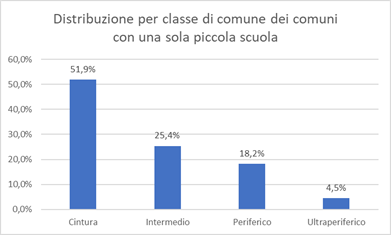 Distribuzione per classe di comune dei comuni
con una sola piccola scuola
60,0%
50,0%
40,0%
30,0%
20,0%
10,0%
0,0%
51,9%
25,4%
18,2%
4,5%
Cintura
Intermedio
Periferico
Ultraperiferico